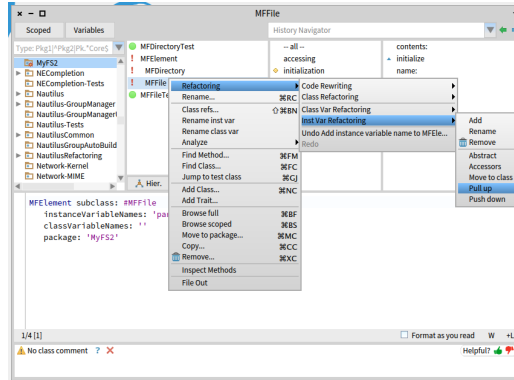 MFFile
Scoped Variables
History Navigator
Type: Pkg1|^Pkg2|Pk.*Core$
MyFS2
NECompletion
NECompletion-Tests
Nautilus
Nautilus-GroupManager
Nautilus-GroupManagerU
Nautilus-Tests
NautilusCommon
NautilusGroupAutoBuild
NautilusRefactoring
Network-Kernel
Network-MIME
MFDirectoryTest
MFElement
MFDirectory
MFFile
MFFileTe
Hier.
-- all --
accessing
initialization
contents:
initialize
name:
Refactoring
Rename... ⌘RC
Class refs... ⇧⌘BN
Rename inst var
Rename class var
Analyze
Find Method... ⌘FM
Find Class... ⌘FC
Jump to test class ⌘GJ
Add Class... ⌘NC
Add Trait...
Browse full ⌘BF
Browse scoped ⌘BS
Move to package... ⌘MC
Copy... ⌘CC
Remove... ⌘XC
Inspect Methods
File Out
Code Rewriting
Class Refactoring
Class Var Refactoring
Inst Var Refactoring
Undo Add instance variable name to MFEle...
Redo
Add
Rename
Remove
Abstract
Accessors
Move to class
Pull up
Push down
MFElement subclass: #MFFile
instanceVariableNames: 'par
classVariableNames: ''
package: 'MyFS2'
1/4 [1]
Format as you read W +L
No class comment ? Helpful?